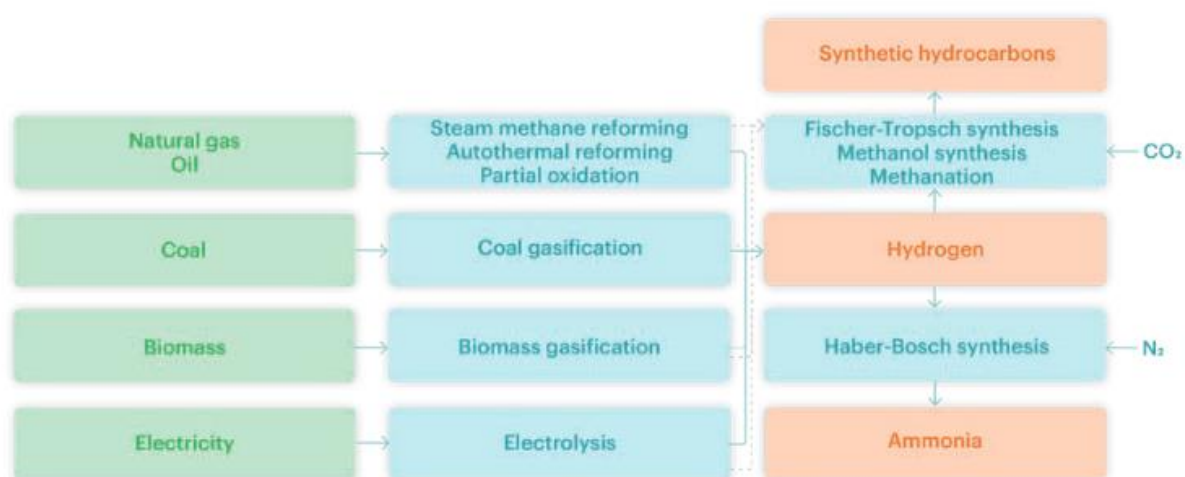 Synthetic hydrocarbons
Natural gas
Oil
Steam methane reforming
Autothermal reforming
Partial oxidation
Fischer-Tropsch synthesis
Methanol synthesis
Methanation
CO₂
Coal
Coal gasification
Hydrogen
Biomass
Biomass gasification
Haber-Bosch synthesis
N₂
Electricity
Electrolysis
Ammonia